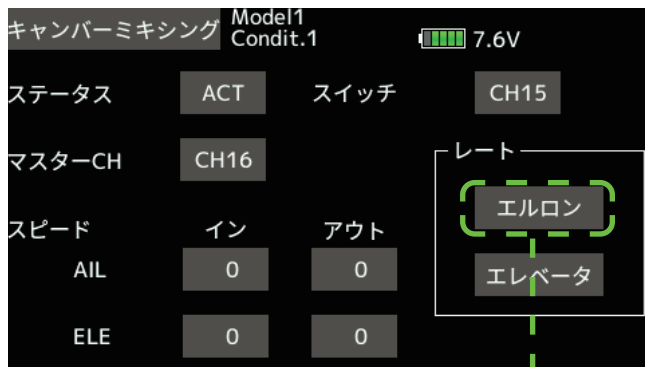 キャンバーミキシング Model1
Condit.1 7.6V
ステータス ACT スイッチ CH15
マスターCH CH16
レート
エルロン
スピード イン アウト
AIL 0 0 エレベータ
ELE 0 0